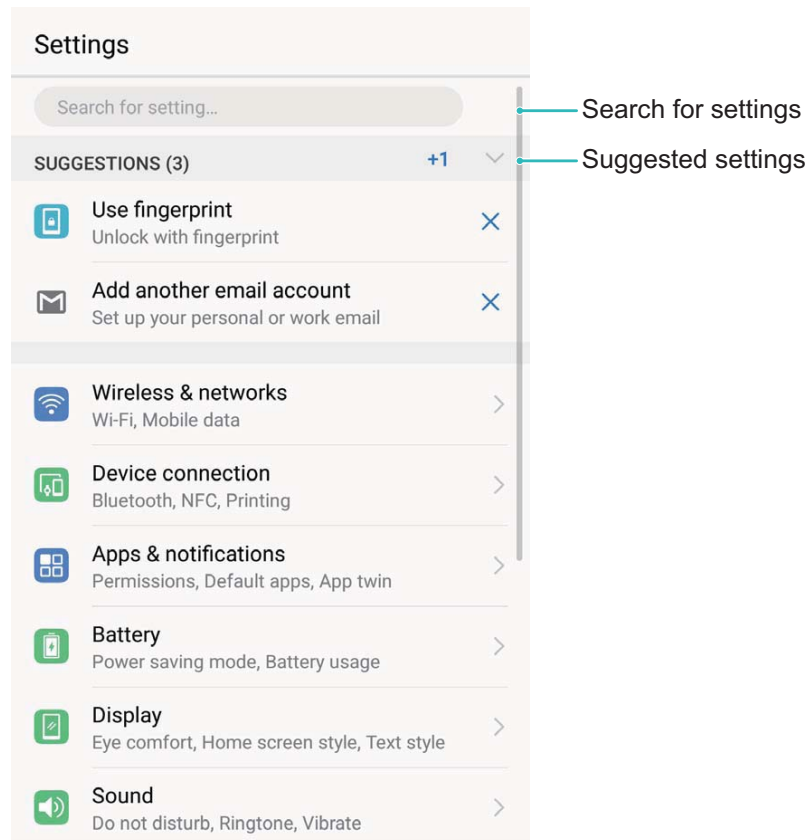 Settings
Search for setting...
Search for settings
SUGGESTIONS (3) +1
Suggested settings
Use fingerprint
Unlock with fingerprint
Add another email account
Set up your personal or work email
Wireless & networks
Wi-Fi, Mobile data
Device connection
Bluetooth, NFC, Printing
Apps & notifications
Permissions, Default apps, App twin
Battery
Power saving mode, Battery usage
Display
Eye comfort, Home screen style, Text style
Sound
Do not disturb, Ringtone, Vibrate